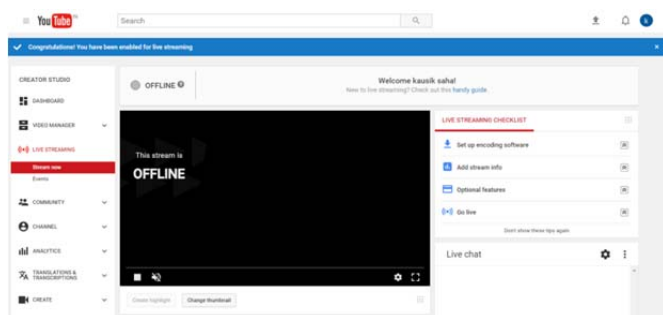 YouTube
Search
Congratulations! You have been enabled for live streaming
CREATOR STUDIO
DASHBOARD
VIDEO MANAGER
LIVE STREAMING
Stream now
Events
COMMUNITY
CHANNEL
ANALYTICS
TRANSLATIONS &
TRANSCRIPTIONS
CREATE
OFFLINE
Welcome kausik saha!
New to live streaming? Check out this handy guide.
This stream is
OFFLINE
Create highlight
Change thumbnail
LIVE STREAMING CHECKLIST
Set up encoding software
Add stream info
Optional features
Go live
Don't show these tips again
Live chat